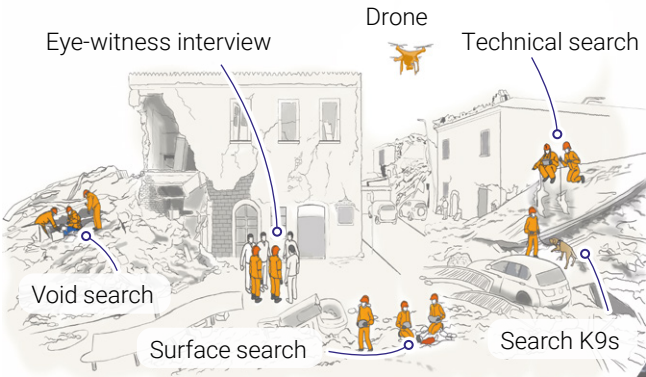 Drone
Eye-witness interview
Technical search
Void search
Surface search
Search K9s